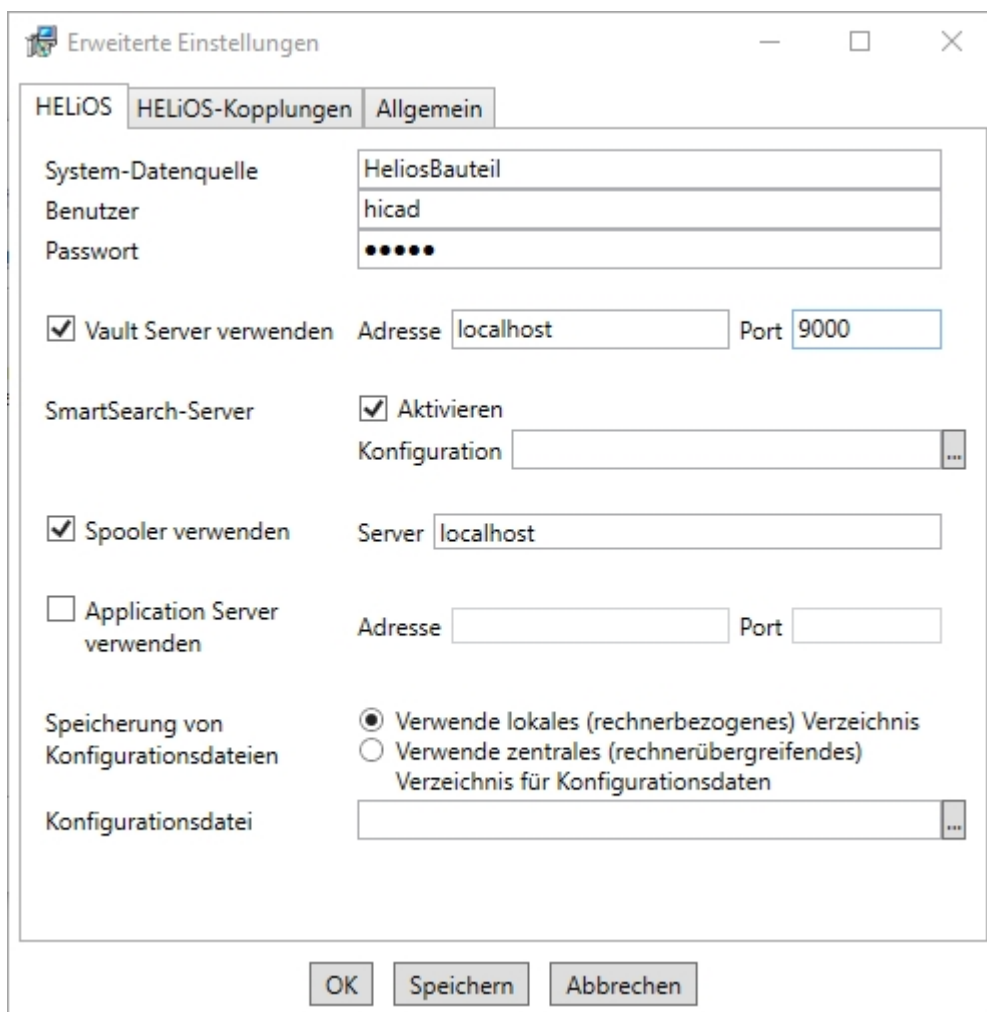 Erweiterte Einstellungen
HELiOS HELiOS-Kopplungen Allgemein
System-Datenquelle HeliosBauteil
Benutzer hicad
Passwort •••••
Vault Server verwenden Adresse localhost Port 9000
SmartSearch-Server Aktivieren
Konfiguration ...
Spooler verwenden Server localhost
Application Server
verwenden Adresse Port
Speicherung von
Konfigurationsdateien
Verwende lokales (rechnerbezogenes) Verzeichnis
Verwende zentrales (rechnerübergreifendes)
Verzeichnis für Konfigurationsdaten
Konfigurationsdatei ...
OK Speichern Abbrechen